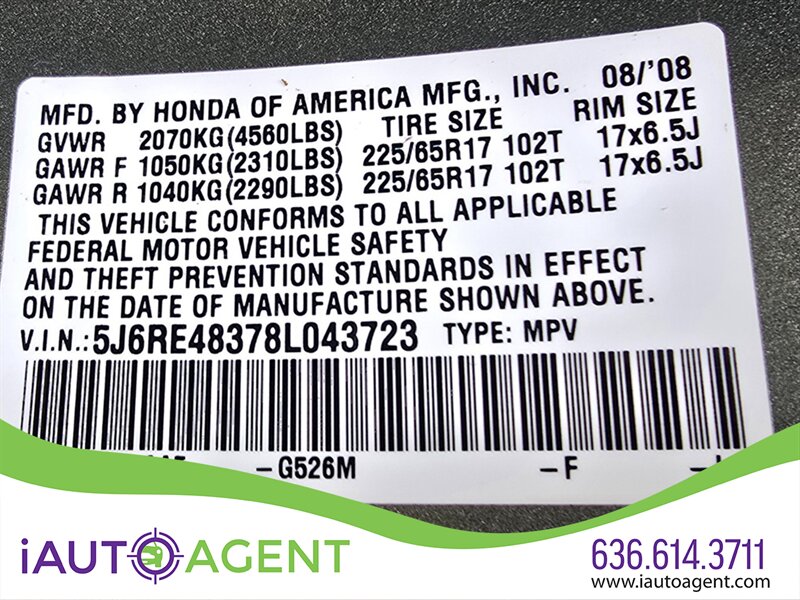 MFD. BY HONDA OF AMERICA MFG., INC. 08/'08
GVWR 2070KG(4560LBS) TIRE SIZE RIM SIZE
GAWR F 1050KG(2310LBS) 225/65R17 102T 17x6.5J
GAWR R 1040KG(2290LBS) 225/65R17 102T 17x6.5J
THIS VEHICLE CONFORMS TO ALL APPLICABLE
FEDERAL MOTOR VEHICLE SAFETY
AND THEFT PREVENTION STANDARDS IN EFFECT
ON THE DATE OF MANUFACTURE SHOWN ABOVE.
V.I.N.:5J6RE48378L043723 TYPE: MPV
-G526M -F
iAUTOAGENT
636.614.3711
www.iautoagent.com